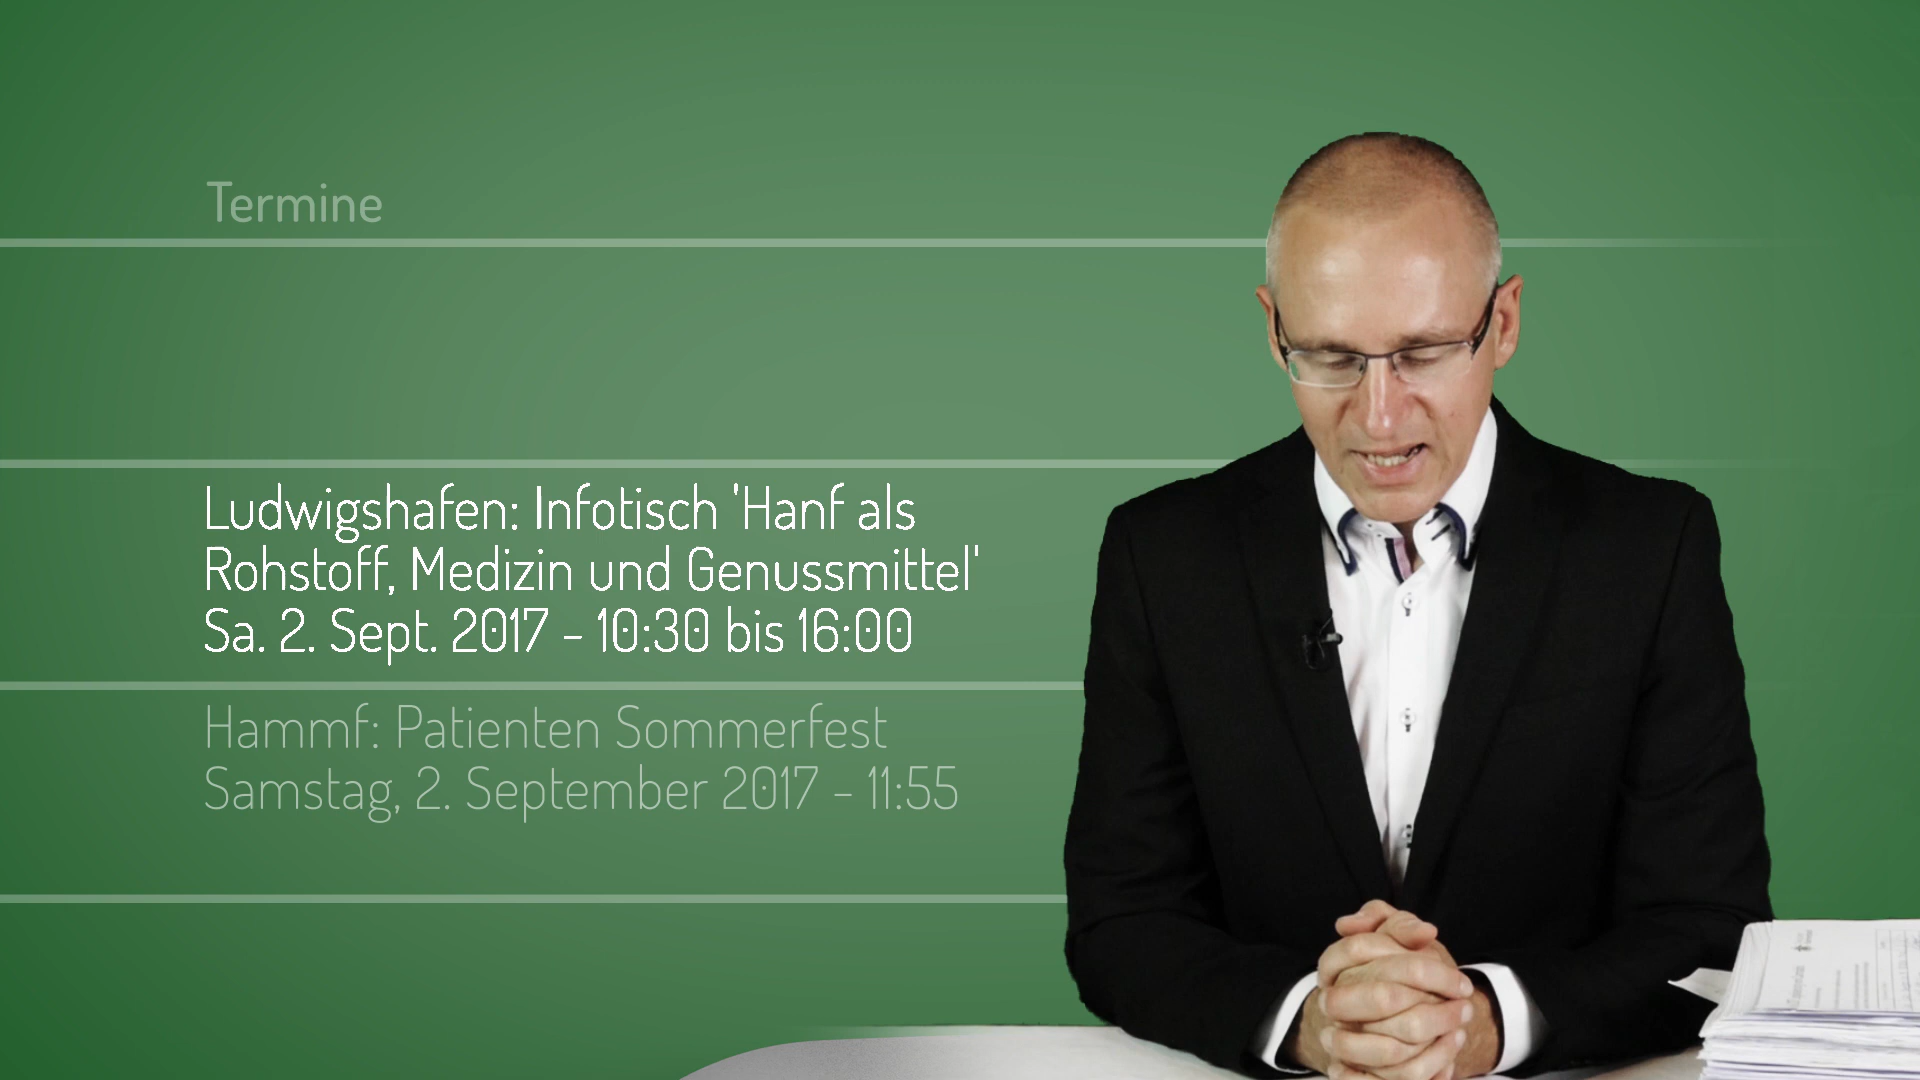 Termine
Ludwigshafen: Infotisch 'Hanf als
Rohstoff, Medizin und Genussmittel'
Sa. 2. Sept. 2017 - 10:30 bis 16:00
Hammf: Patienten Sommerfest
Samstag, 2. September 2017 - 11:55